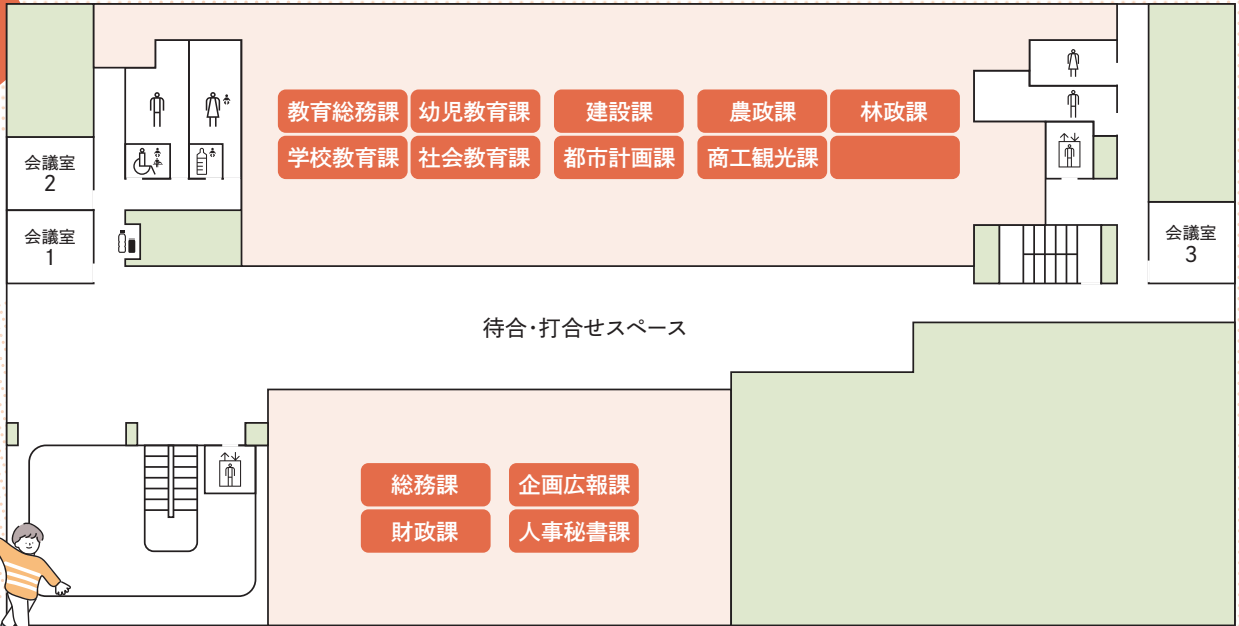 教育総務課 幼児教育課 建設課 農政課 林政課
学校教育課 社会教育課 都市計画課 商工観光課
会議室
2
会議室
1
会議室
3
待合・打合せスペース
総務課 企画広報課
財政課 人事秘書課